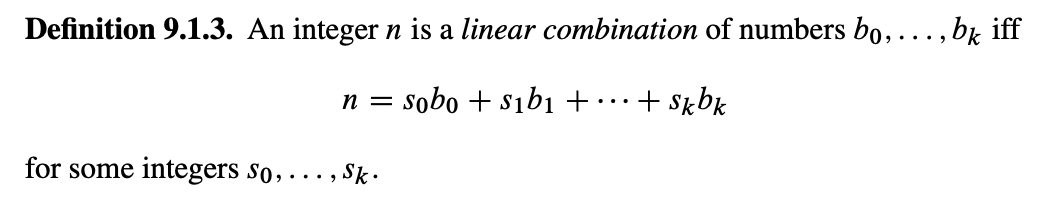 Definition 9.1.3. An integer n is a linear combination of numbers b₀, . . . , bₖ iff
n = s₀b₀ + s₁b₁ + · · · + sₖbₖ
for some integers s₀, . . . , sₖ.